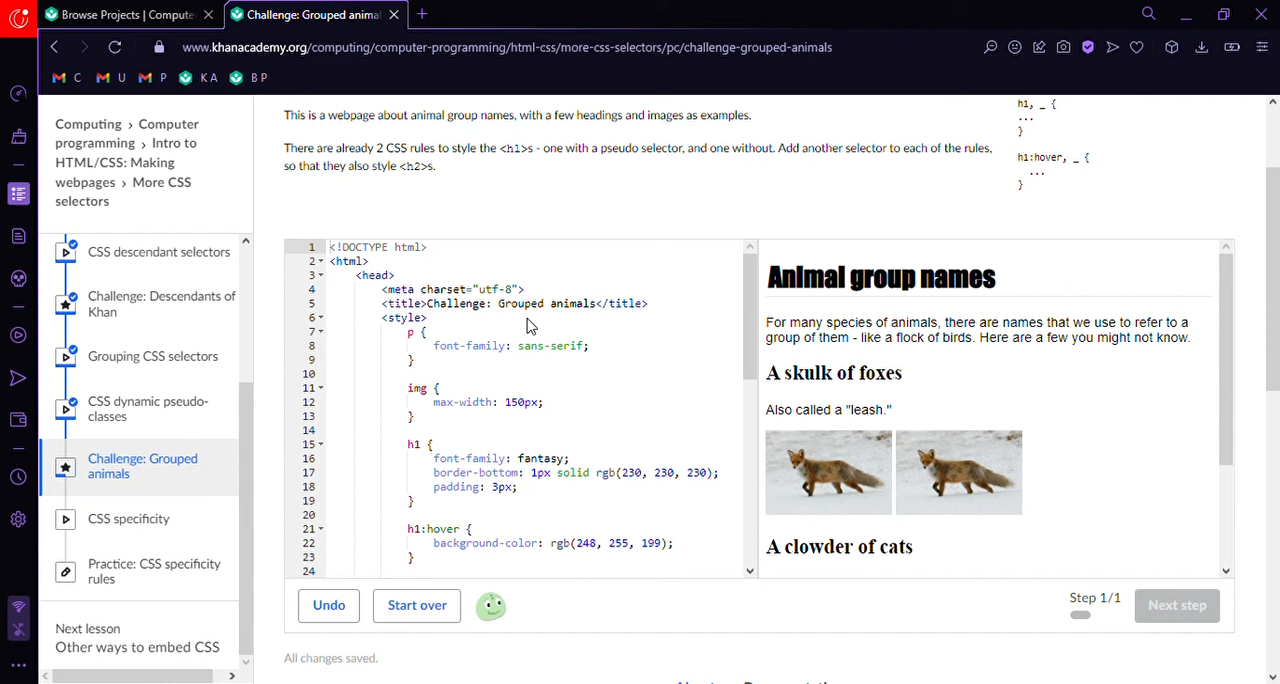 Browse Projects | Compute
Challenge: Grouped anima
www.khanacademy.org/computing/computer-programming/html-css/more-css-selectors/pc/challenge-grouped-animals
C
U
P
KA
BP
Computing › Computer
programming › Intro to
HTML/CSS: Making
webpages › More CSS
selectors
CSS descendant selectors
Challenge: Descendants of
Khan
Grouping CSS selectors
CSS dynamic pseudo-
classes
Challenge: Grouped
animals
CSS specificity
Practice: CSS specificity
rules
Next lesson
Other ways to embed CSS
This is a webpage about animal group names, with a few headings and images as examples.
There are already 2 CSS rules to style the <h1>s - one with a pseudo selector, and one without. Add another selector to each of the rules,
so that they also style <h2>s.
h1, _ {
...
}
h1:hover, _ {
...
}
1 <!DOCTYPE html>
2 <html>
3 <head>
4 <meta charset="utf-8">
5 <title>Challenge: Grouped animals</title>
6 <style>
7 p {
8 font-family: sans-serif;
9 }
10
11 img {
12 max-width: 150px;
13 }
14
15 h1 {
16 font-family: fantasy;
17 border-bottom: 1px solid rgb(230, 230, 230);
18 padding: 3px;
19 }
20
21 h1:hover {
22 background-color: rgb(248, 255, 199);
23 }
24
Animal group names
For many species of animals, there are names that we use to refer to a
group of them - like a flock of birds. Here are a few you might not know.
A skulk of foxes
Also called a "leash."
A clowder of cats
Undo
Start over
Step 1/1
Next step
All changes saved.